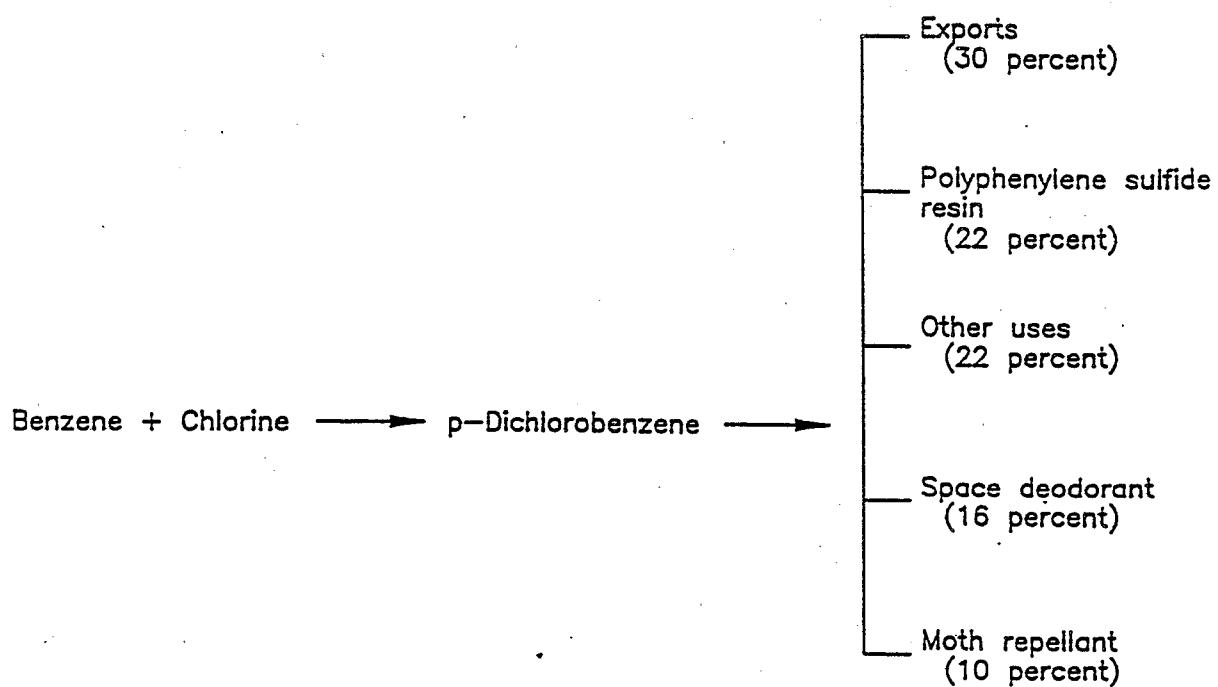 Exports
(30 percent)
Polyphenylene sulfide
resin
(22 percent)
Other uses
(22 percent)
Benzene + Chlorine → p-Dichlorobenzene →
Space deodorant
(16 percent)
Moth repellant
(10 percent)